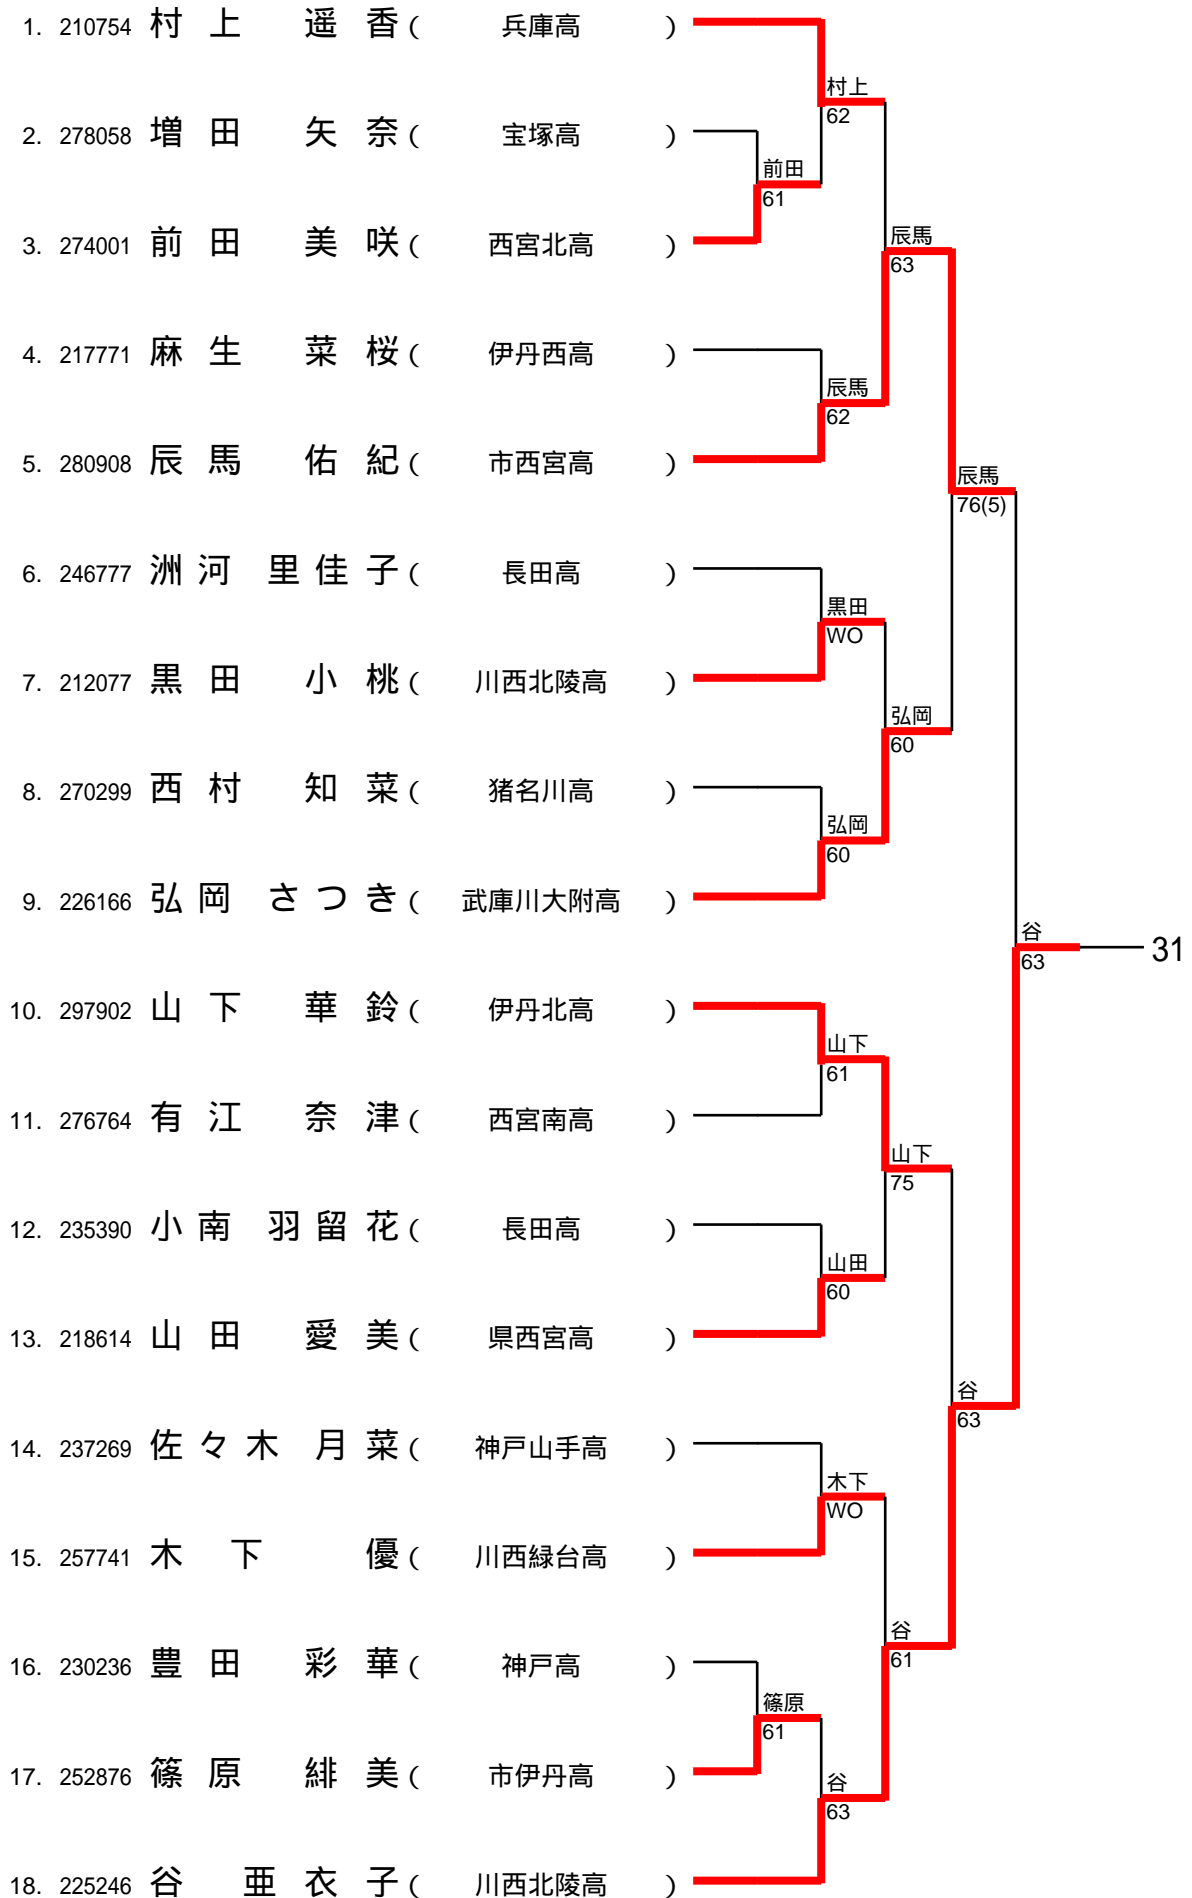 1. 210754 村上 遥香 ( 兵庫高 )
村上
62
2. 278058 増田 矢奈 ( 宝塚高 )
前田
61
3. 274001 前田 美咲 ( 西宮北高 )
辰馬
63
4. 217771 麻生 菜桜 ( 伊丹西高 )
辰馬
62
5. 280908 辰馬 佑紀 ( 市西宮高 )
辰馬
76(5)
6. 246777 洲河 里佳子 ( 長田高 )
黒田
WO
7. 212077 黒田 小桃 ( 川西北陵高 )
弘岡
60
8. 270299 西村 知菜 ( 猪名川高 )
弘岡
60
9. 226166 弘岡 さつき ( 武庫川大附高 )
谷
63
31
10. 297902 山下 華鈴 ( 伊丹北高 )
山下
61
11. 276764 有江 奈津 ( 西宮南高 )
山下
75
12. 235390 小南 羽留花 ( 長田高 )
山田
60
13. 218614 山田 愛美 ( 県西宮高 )
谷
63
14. 237269 佐々木 月菜 ( 神戸山手高 )
木下
WO
15. 257741 木下 優 ( 川西緑台高 )
谷
61
16. 230236 豊田 彩華 ( 神戸高 )
篠原
61
17. 252876 篠原 緋美 ( 市伊丹高 )
谷
63
18. 225246 谷 亜衣子 ( 川西北陵高 )